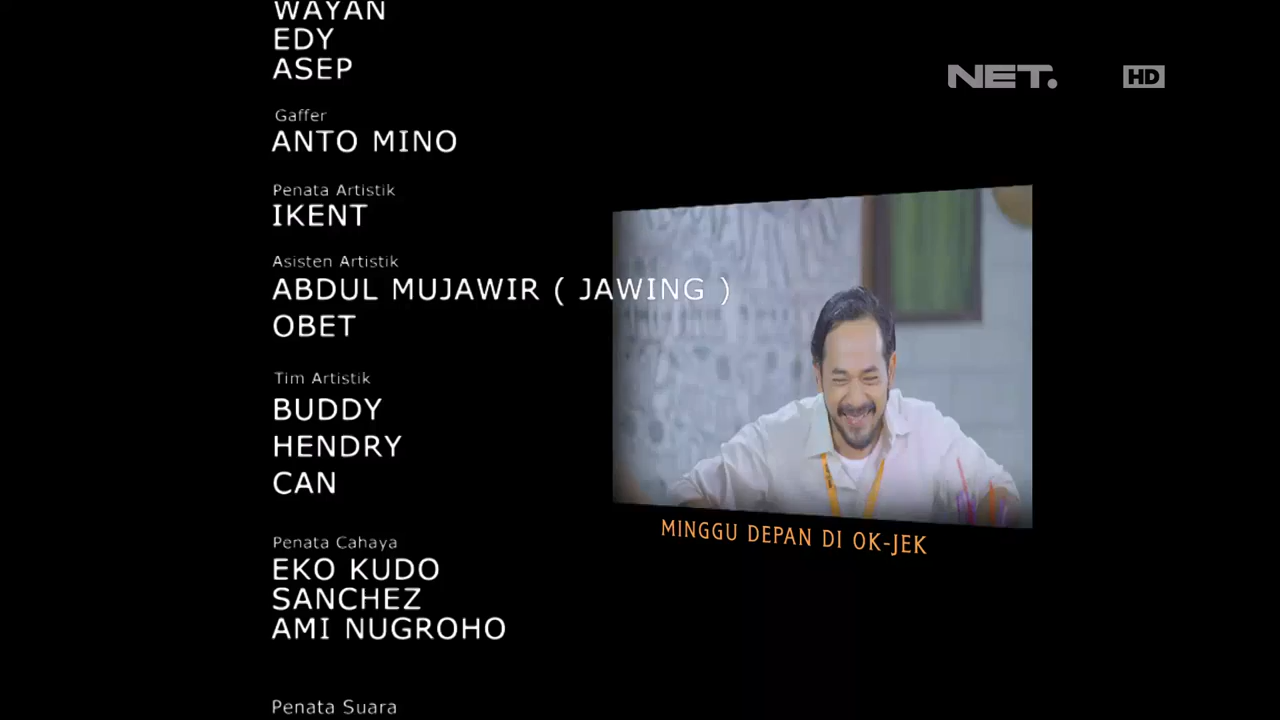 WAYAN
EDY
ASEP
NET.
HD
Gaffer
ANTO MINO
Penata Artistik
IKENT
Asisten Artistik
ABDUL MUJAWIR ( JAWING )
OBET
Tim Artistik
BUDDY
HENDRY
CAN
MINGGU DEPAN DI OK-JEK
Penata Cahaya
EKO KUDO
SANCHEZ
AMI NUGROHO
Penata Suara